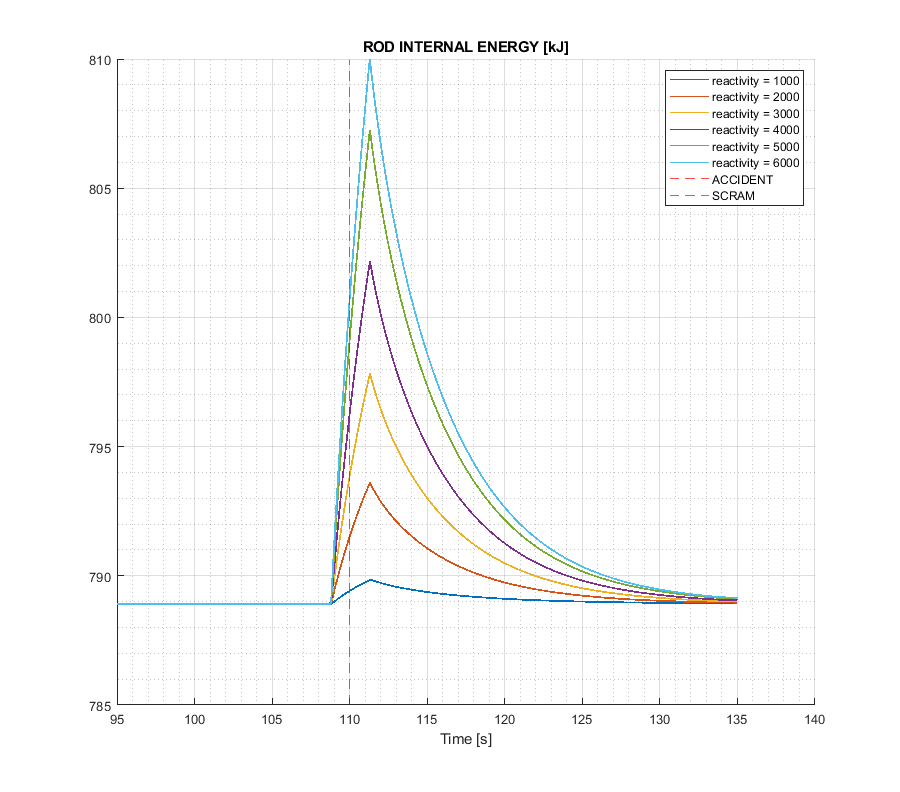 ROD INTERNAL ENERGY [kJ]
810
805
800
795
790
785
reactivity = 1000
reactivity = 2000
reactivity = 3000
reactivity = 4000
reactivity = 5000
reactivity = 6000
ACCIDENT
SCRAM
95 100 105 110 115 120 125 130 135 140
Time [s]